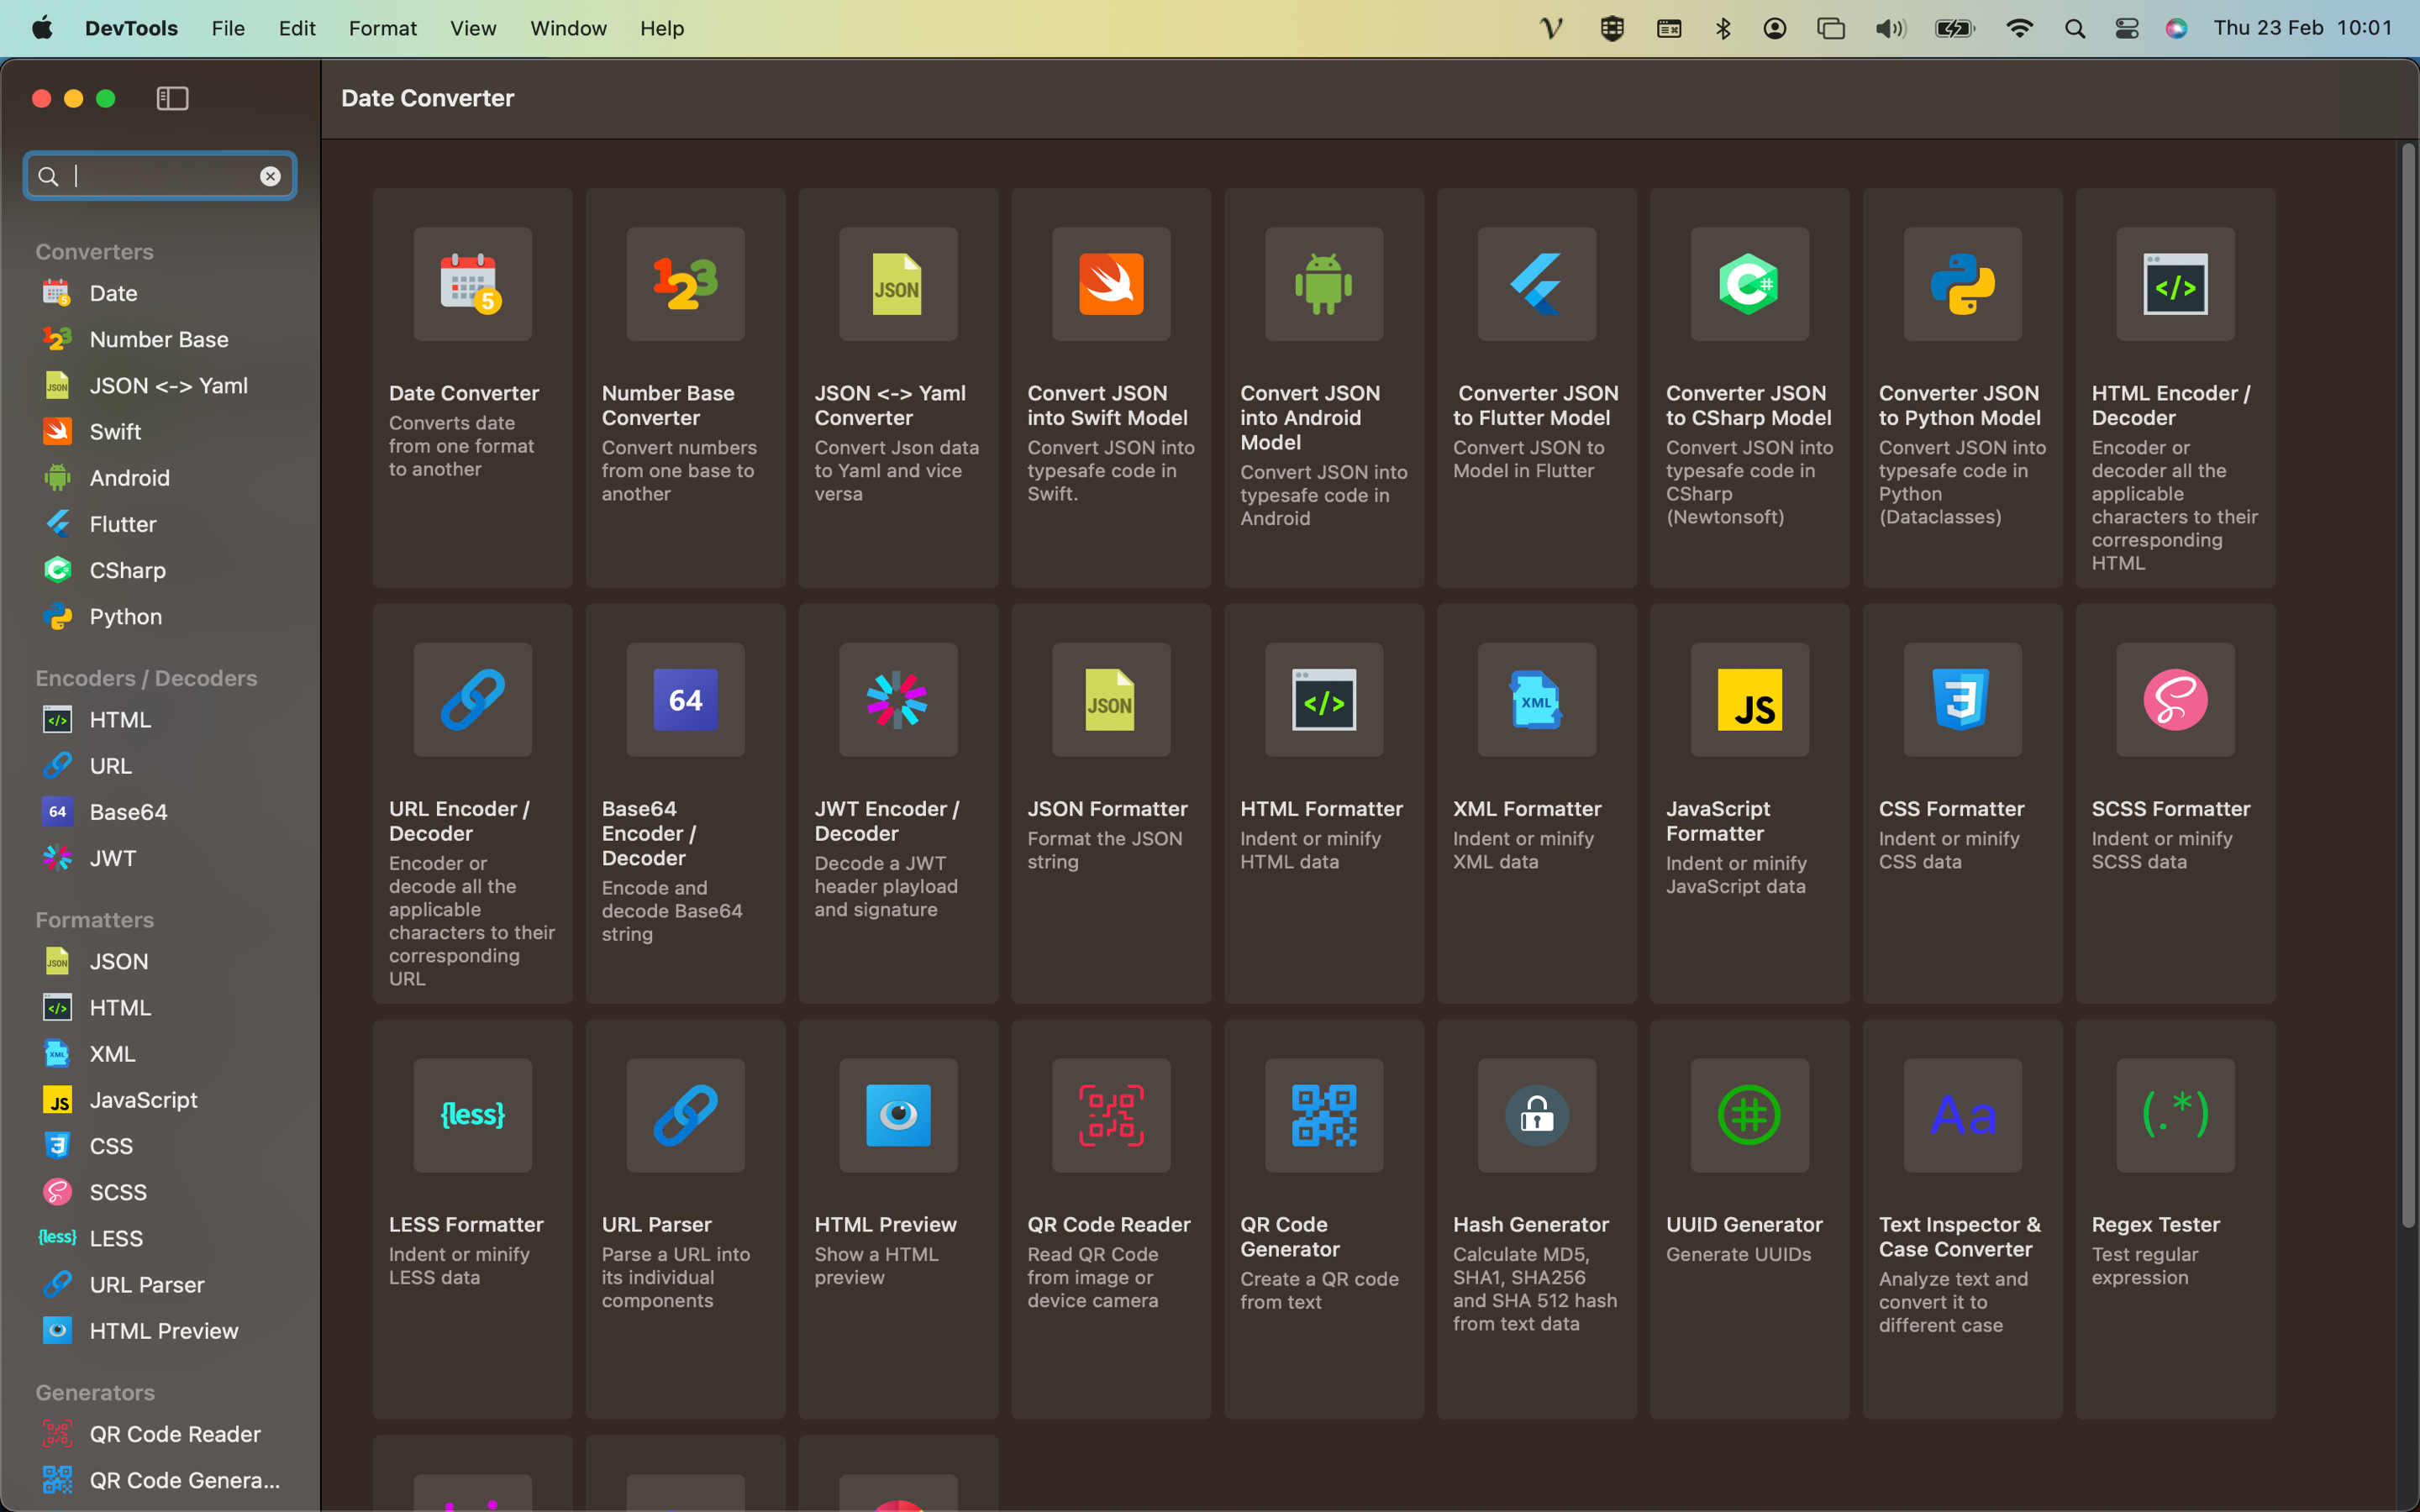 DevTools File Edit Format View Window Help Thu 23 Feb 10:01
Date Converter
Converters
Date
Number Base
JSON <-> Yaml
Swift
Android
Flutter
CSharp
Python
Encoders / Decoders
HTML
URL
64 Base64
JWT
Formatters
JSON JSON
HTML
XML XML
JS JavaScript
CSS
SCSS
{less} LESS
URL Parser
HTML Preview
Generators
QR Code Reader
QR Code Genera...
5
Date Converter
Converts date
from one format
to another
123
Number Base
Converter
Convert numbers
from one base to
another
JSON
JSON <-> Yaml
Converter
Convert Json data
to Yaml and vice
versa
Convert JSON
into Swift Model
Convert JSON into
typesafe code in
Swift.
Convert JSON
into Android
Model
Convert JSON into
typesafe code in
Android
Converter JSON
to Flutter Model
Convert JSON to
Model in Flutter
C#
Converter JSON
to CSharp Model
Convert JSON into
typesafe code in
CSharp
(Newtonsoft)
Converter JSON
to Python Model
Convert JSON into
typesafe code in
Python
(Dataclasses)
</>
HTML Encoder /
Decoder
Encoder or
decoder all the
applicable
characters to their
corresponding
HTML
URL Encoder /
Decoder
Encoder or
decode all the
applicable
characters to their
corresponding
URL
64
Base64
Encoder /
Decoder
Encode and
decode Base64
string
JWT Encoder /
Decoder
Decode a JWT
header playload
and signature
JSON
JSON Formatter
Format the JSON
string
</>
HTML Formatter
Indent or minify
HTML data
XML
XML Formatter
Indent or minify
XML data
JS
JavaScript
Formatter
Indent or minify
JavaScript data
3
CSS Formatter
Indent or minify
CSS data
SCSS Formatter
Indent or minify
SCSS data
{less}
LESS Formatter
Indent or minify
LESS data
URL Parser
Parse a URL into
its individual
components
HTML Preview
Show a HTML
preview
QR Code Reader
Read QR Code
from image or
device camera
QR Code
Generator
Create a QR code
from text
Hash Generator
Calculate MD5,
SHA1, SHA256
and SHA 512 hash
from text data
#
UUID Generator
Generate UUIDs
Aa
Text Inspector &
Case Converter
Analyze text and
convert it to
different case
(.*)
Regex Tester
Test regular
expression